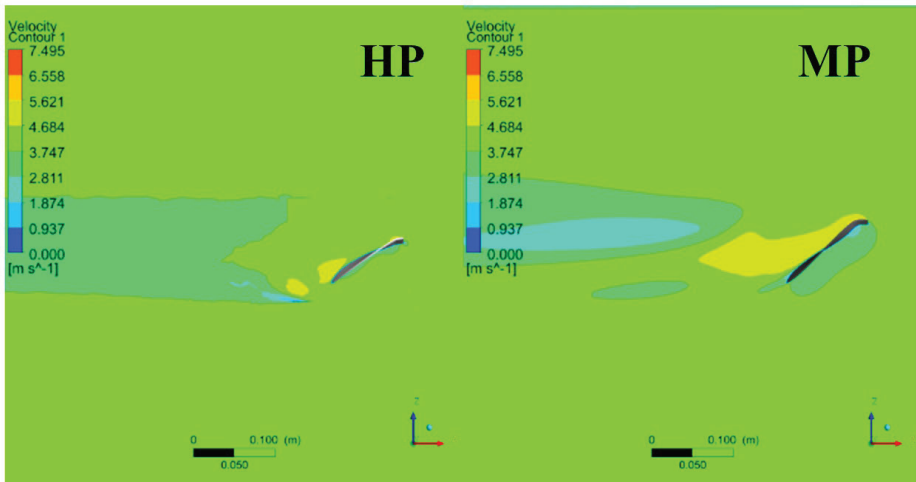 Velocity
Contour 1
7.495
6.558
5.621
4.684
3.747
2.811
1.874
0.937
0.000
[m s^-1]
HP
0 0.100 (m)
0.050
Z
Velocity
Contour 1
7.495
6.558
5.621
4.684
3.747
2.811
1.874
0.937
0.000
[m s^-1]
MP
0 0.100 (m)
0.050
Z